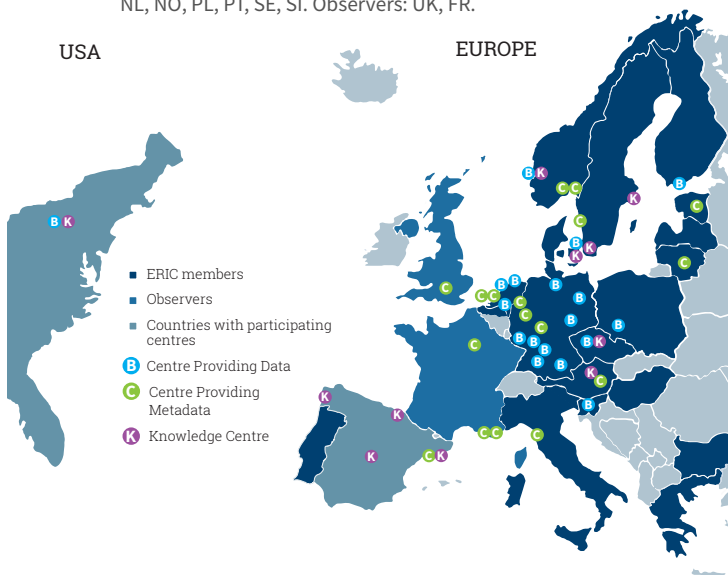 NL, NO, PL, PT, SE, SI. Observers: UK, FR.
USA
EUROPE
ERIC members
Observers
Countries with participating
centres
B Centre Providing Data
C Centre Providing
Metadata
K Knowledge Centre
B K
B K
C C
K
B
C
C
B
K
K
C
C
C C
B B
B
C
C
C
B
B
B
B
B K
B
B
B
B
B
K
C
B
C
C
K
K
K
C K
C C
C